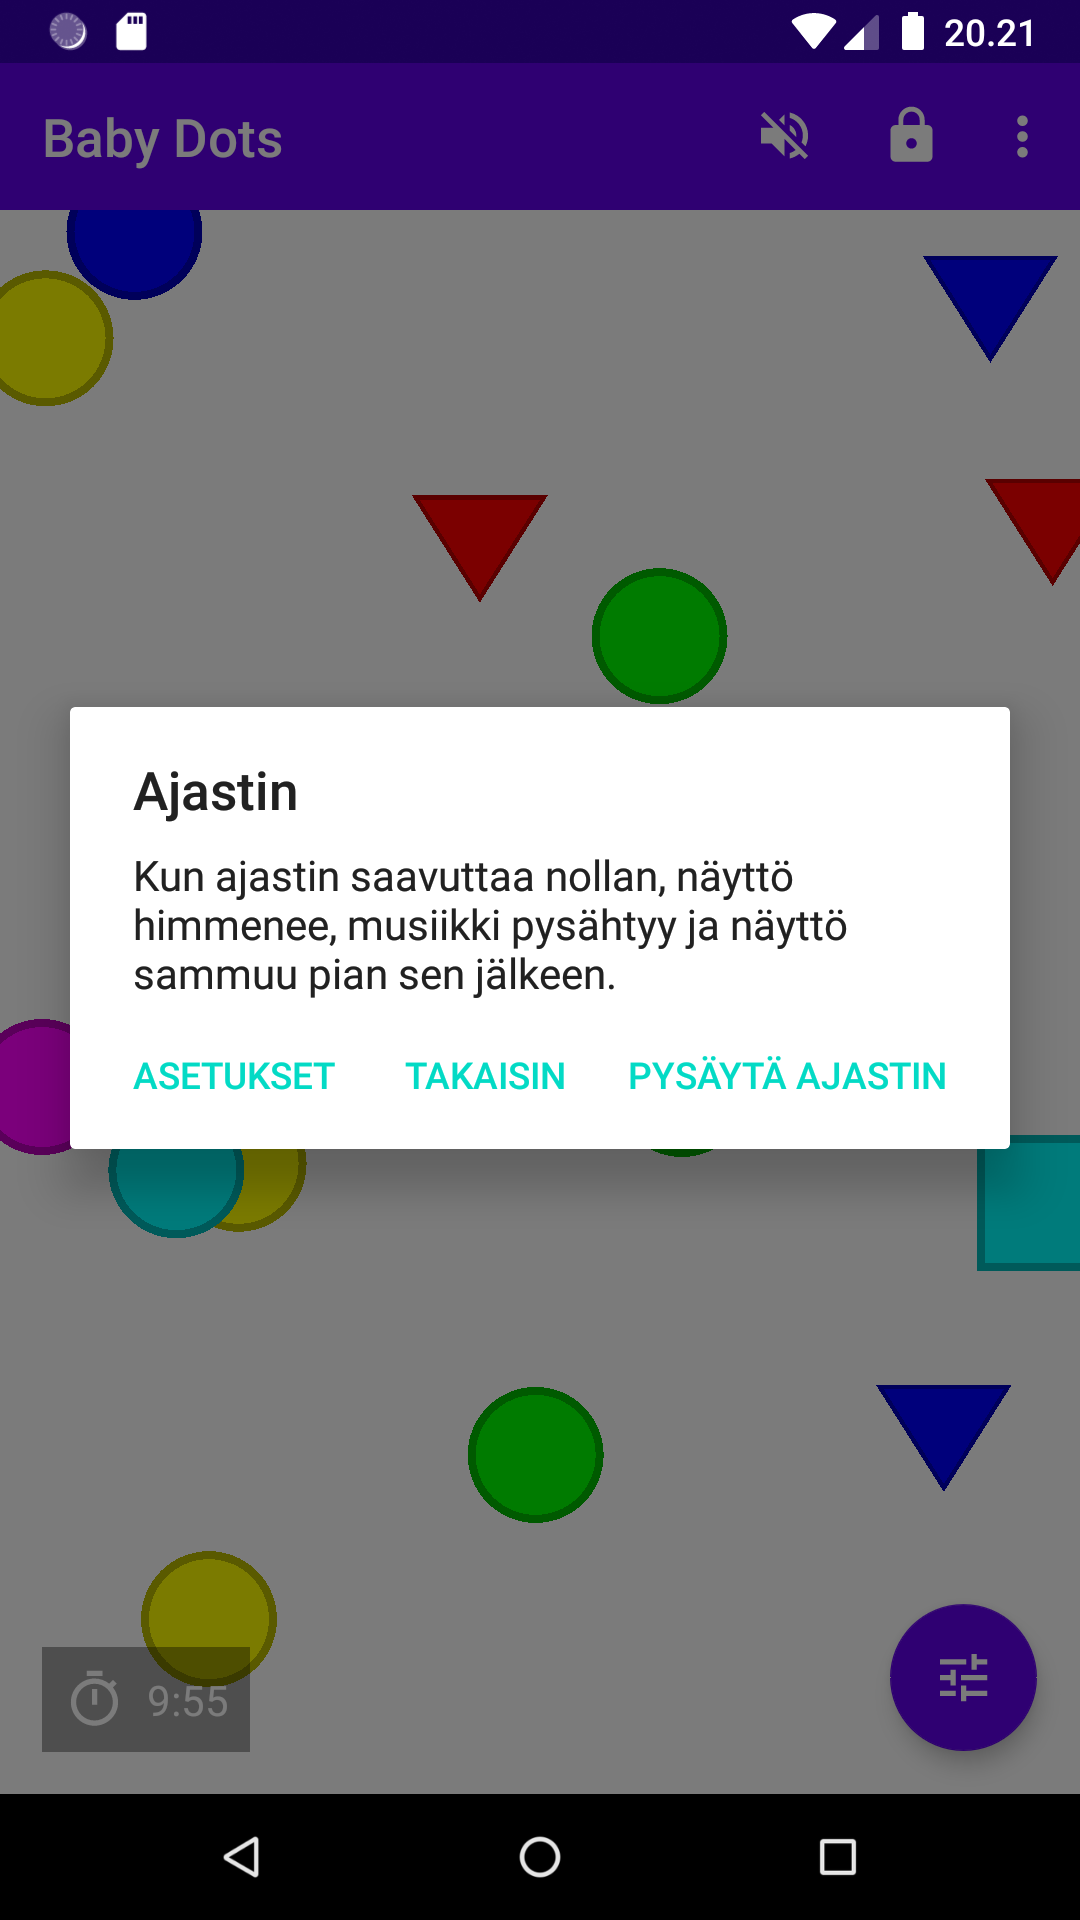 20.21
Baby Dots
Ajastin
Kun ajastin saavuttaa nollan, näyttö
himmenee, musiikki pysähtyy ja näyttö
sammuu pian sen jälkeen.
ASETUKSET TAKAISIN PYSÄYTÄ AJASTIN
9:55